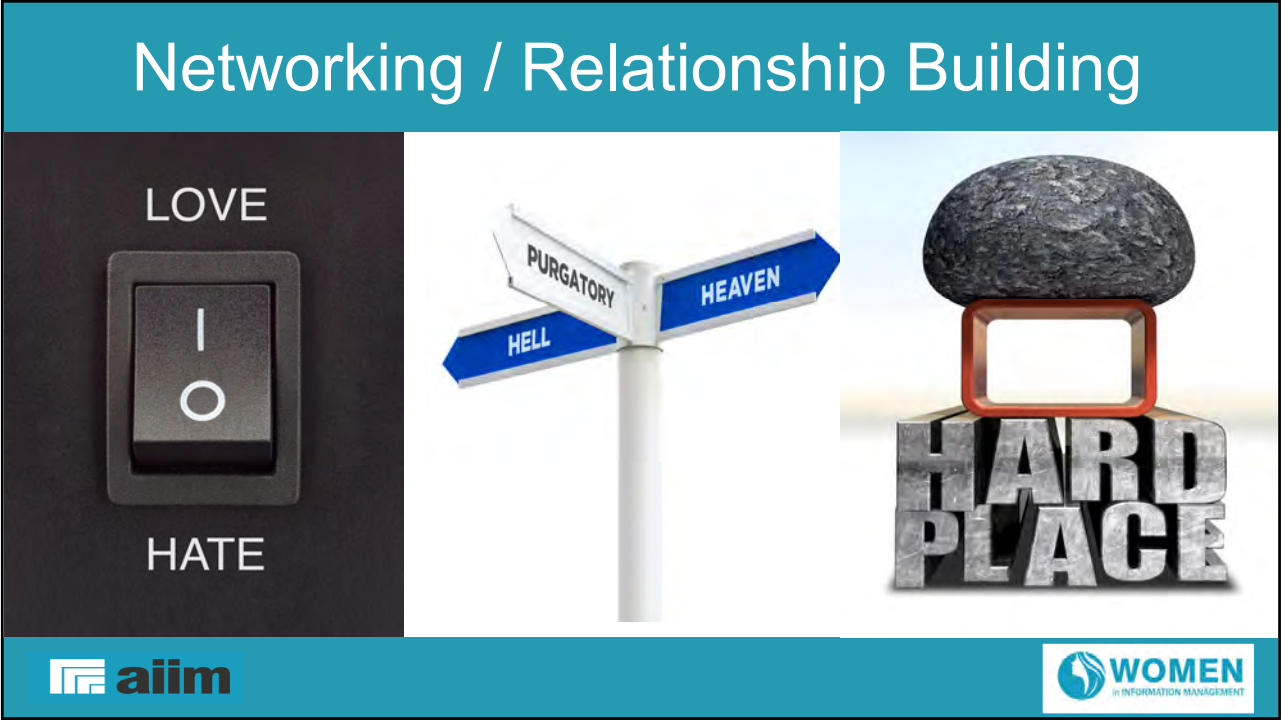 Networking / Relationship Building
LOVE
I
O
HATE
PURGATORY
HEAVEN
HELL
HARD
PLACE
aiim
WOMEN
in INFORMATION MANAGEMENT